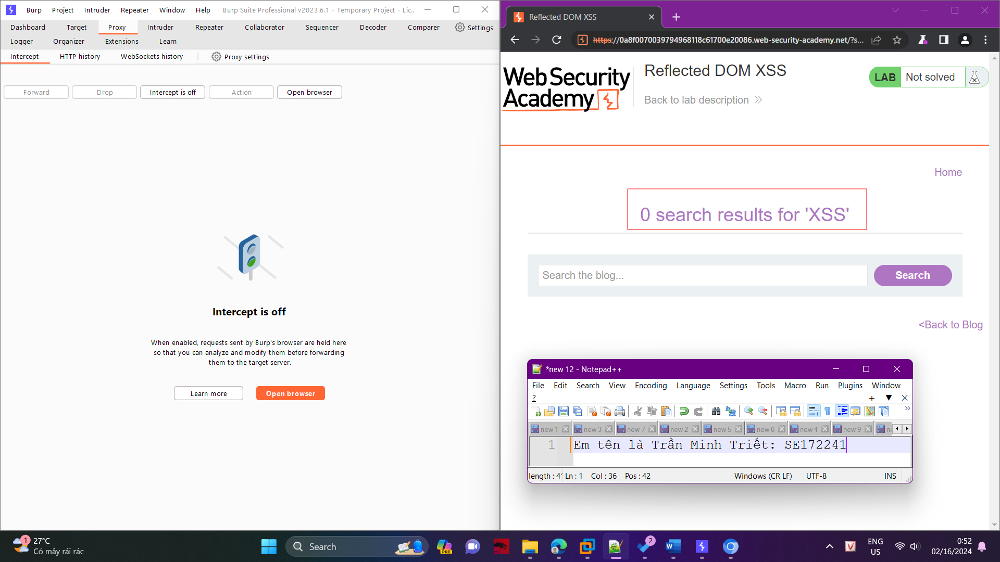 Burp Project Intruder Repeater Window Help Burp Suite Professional v2023.6.1 - Temporary Project - Lic..
Dashboard Target Proxy Intruder Repeater Collaborator Sequencer Decoder Comparer Settings
Logger Organizer Extensions Learn
Intercept HTTP history WebSockets history Proxy settings
Forward Drop Intercept is off Action Open browser
Intercept is off
When enabled, requests sent by Burp's browser are held here
so that you can analyze and modify them before forwarding
them to the target server.
Learn more Open browser
Reflected DOM XSS
https://0a8f0070039794968118c61700e20086.web-security-academy.net/?s...
Web Security
Academy
Reflected DOM XSS
Back to lab description
LAB Not solved
Home
0 search results for 'XSS'
Search the blog... Search
<Back to Blog
*new 12 - Notepad++
File Edit Search View Encoding Language Settings Tools Macro Run Plugins Window
?
new 1 new 3 new 7 new 2 new 5 new 6 new 4 new 9
1 Em tên là Trần Minh Triết: SE172241
length : 41 Ln : 1 Col : 36 Pos : 42 Windows (CR LF) UTF-8 INS
1 27°C
Có mây rải rác
Search
PRE
2
ENG
US
0:52
02/16/2024